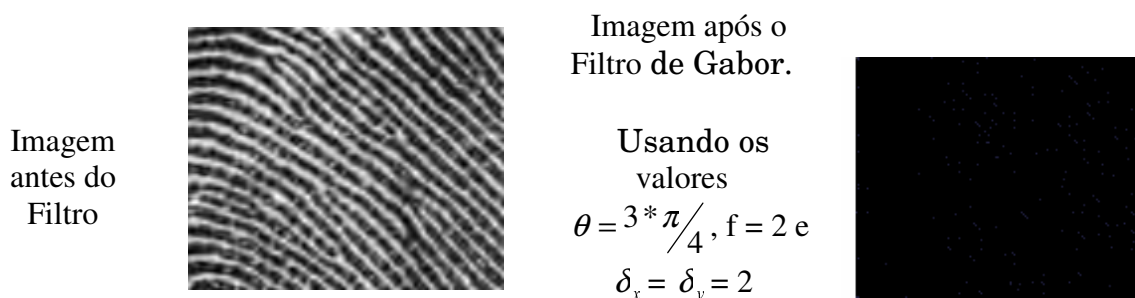 Imagem
antes do
Filtro
Imagem após o
Filtro de Gabor.
Usando os
valores
θ = 3 * π / 4 , f = 2 e
δx = δy = 2